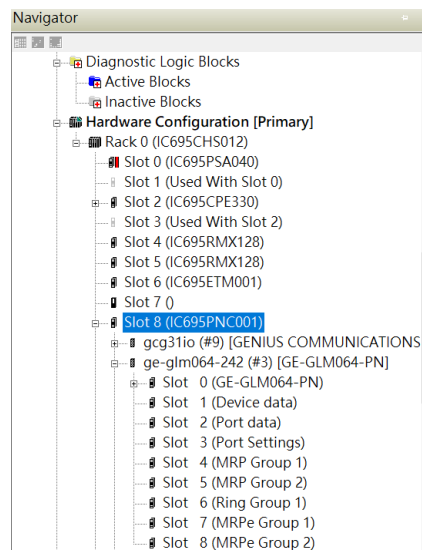 Navigator
Diagnostic Logic Blocks
Active Blocks
Inactive Blocks
Hardware Configuration [Primary]
Rack 0 (IC695CHS012)
Slot 0 (IC695PSA040)
Slot 1 (Used With Slot 0)
Slot 2 (IC695CPE330)
Slot 3 (Used With Slot 2)
Slot 4 (IC695RMX128)
Slot 5 (IC695RMX128)
Slot 6 (IC695ETM001)
Slot 7 ()
Slot 8 (IC695PNC001)
gcg31io (#9) [GENIUS COMMUNICATIONS
ge-glm064-242 (#3) [GE-GLM064-PN]
Slot 0 (GE-GLM064-PN)
Slot 1 (Device data)
Slot 2 (Port data)
Slot 3 (Port Settings)
Slot 4 (MRP Group 1)
Slot 5 (MRP Group 2)
Slot 6 (Ring Group 1)
Slot 7 (MRPe Group 1)
Slot 8 (MRPe Group 2)